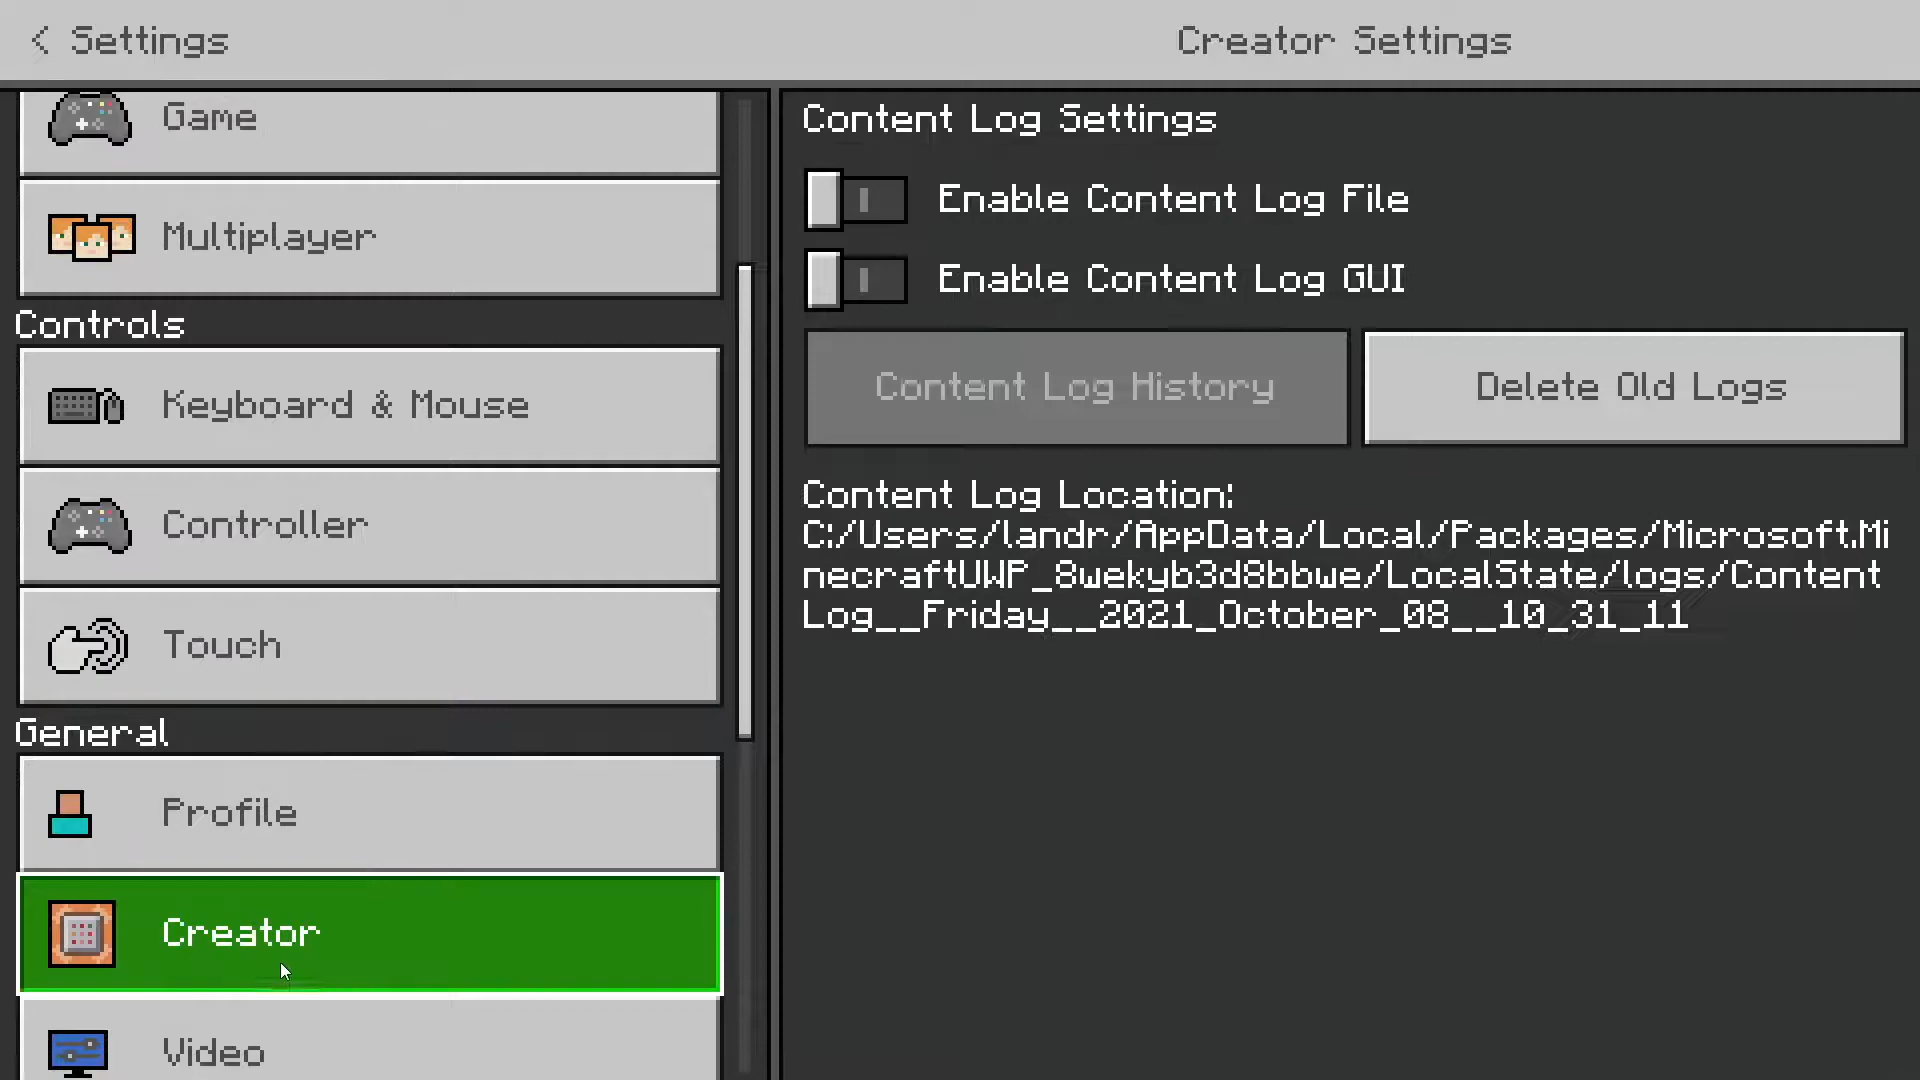 Settings
Creator Settings
Game
Multiplayer
Controls
Keyboard & Mouse
Controller
Touch
General
Profile
Creator
Video
Content Log Settings
Enable Content Log File
Enable Content Log GUI
Content Log History
Delete Old Logs
Content Log Location:
C:/Users/landr/AppData/Local/Packages/Microsoft.Mi
necraftUWP_8wekyb3d8bbwe/LocalState/logs/Content
Log__Friday__2021_October_08__10_31_11